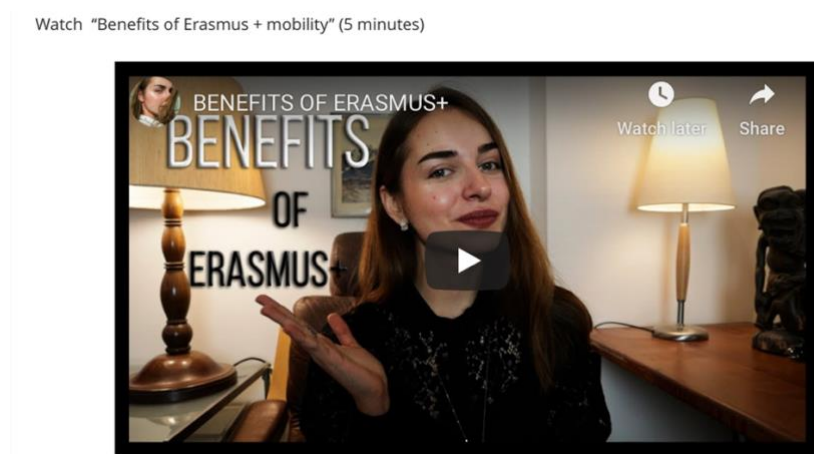 Watch “Benefits of Erasmus + mobility” (5 minutes)
BENEFITS OF ERASMUS+
Watch later
Share
BENEFITS
OF
ERASMUS+